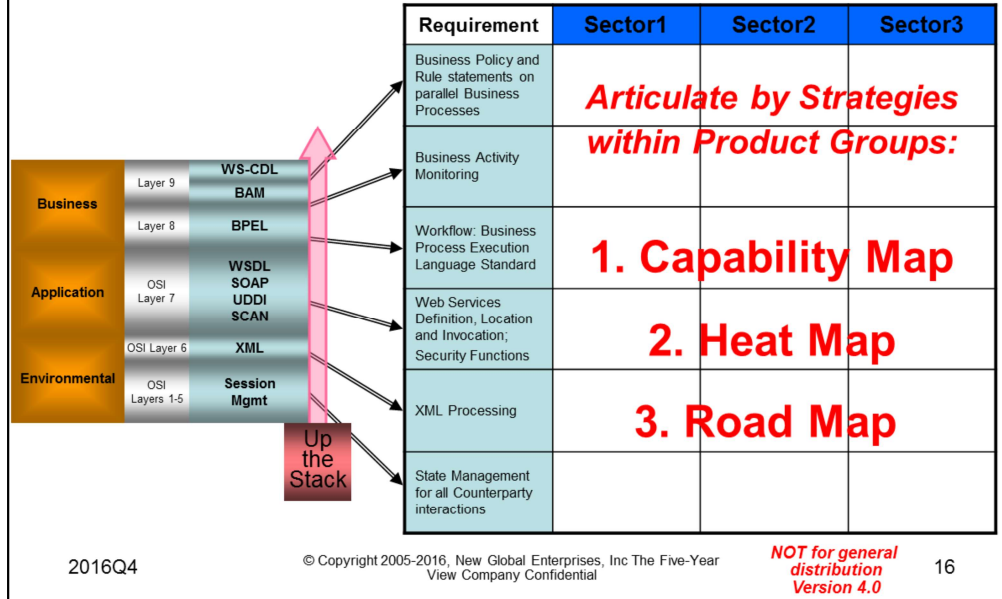 Requirement
Sector1
Sector2
Sector3
Business Policy and
Rule statements on
parallel Business
Processes
Business Activity
Monitoring
Workflow: Business
Process Execution
Language Standard
Web Services
Definition, Location
and Invocation;
Security Functions
XML Processing
State Management
for all Counterparty
interactions
Articulate by Strategies
within Product Groups:
1. Capability Map
2. Heat Map
3. Road Map
Business
Layer 9
WS-CDL
BAM
Layer 8
BPEL
Application
OSI
Layer 7
WSDL
SOAP
UDDI
SCAN
Environmental
OSI Layer 6
XML
OSI
Layers 1-5
Session
Mgmt
Up
the
Stack
2016Q4
© Copyright 2005-2016, New Global Enterprises, Inc The Five-Year
View Company Confidential
NOT for general
distribution
Version 4.0
16